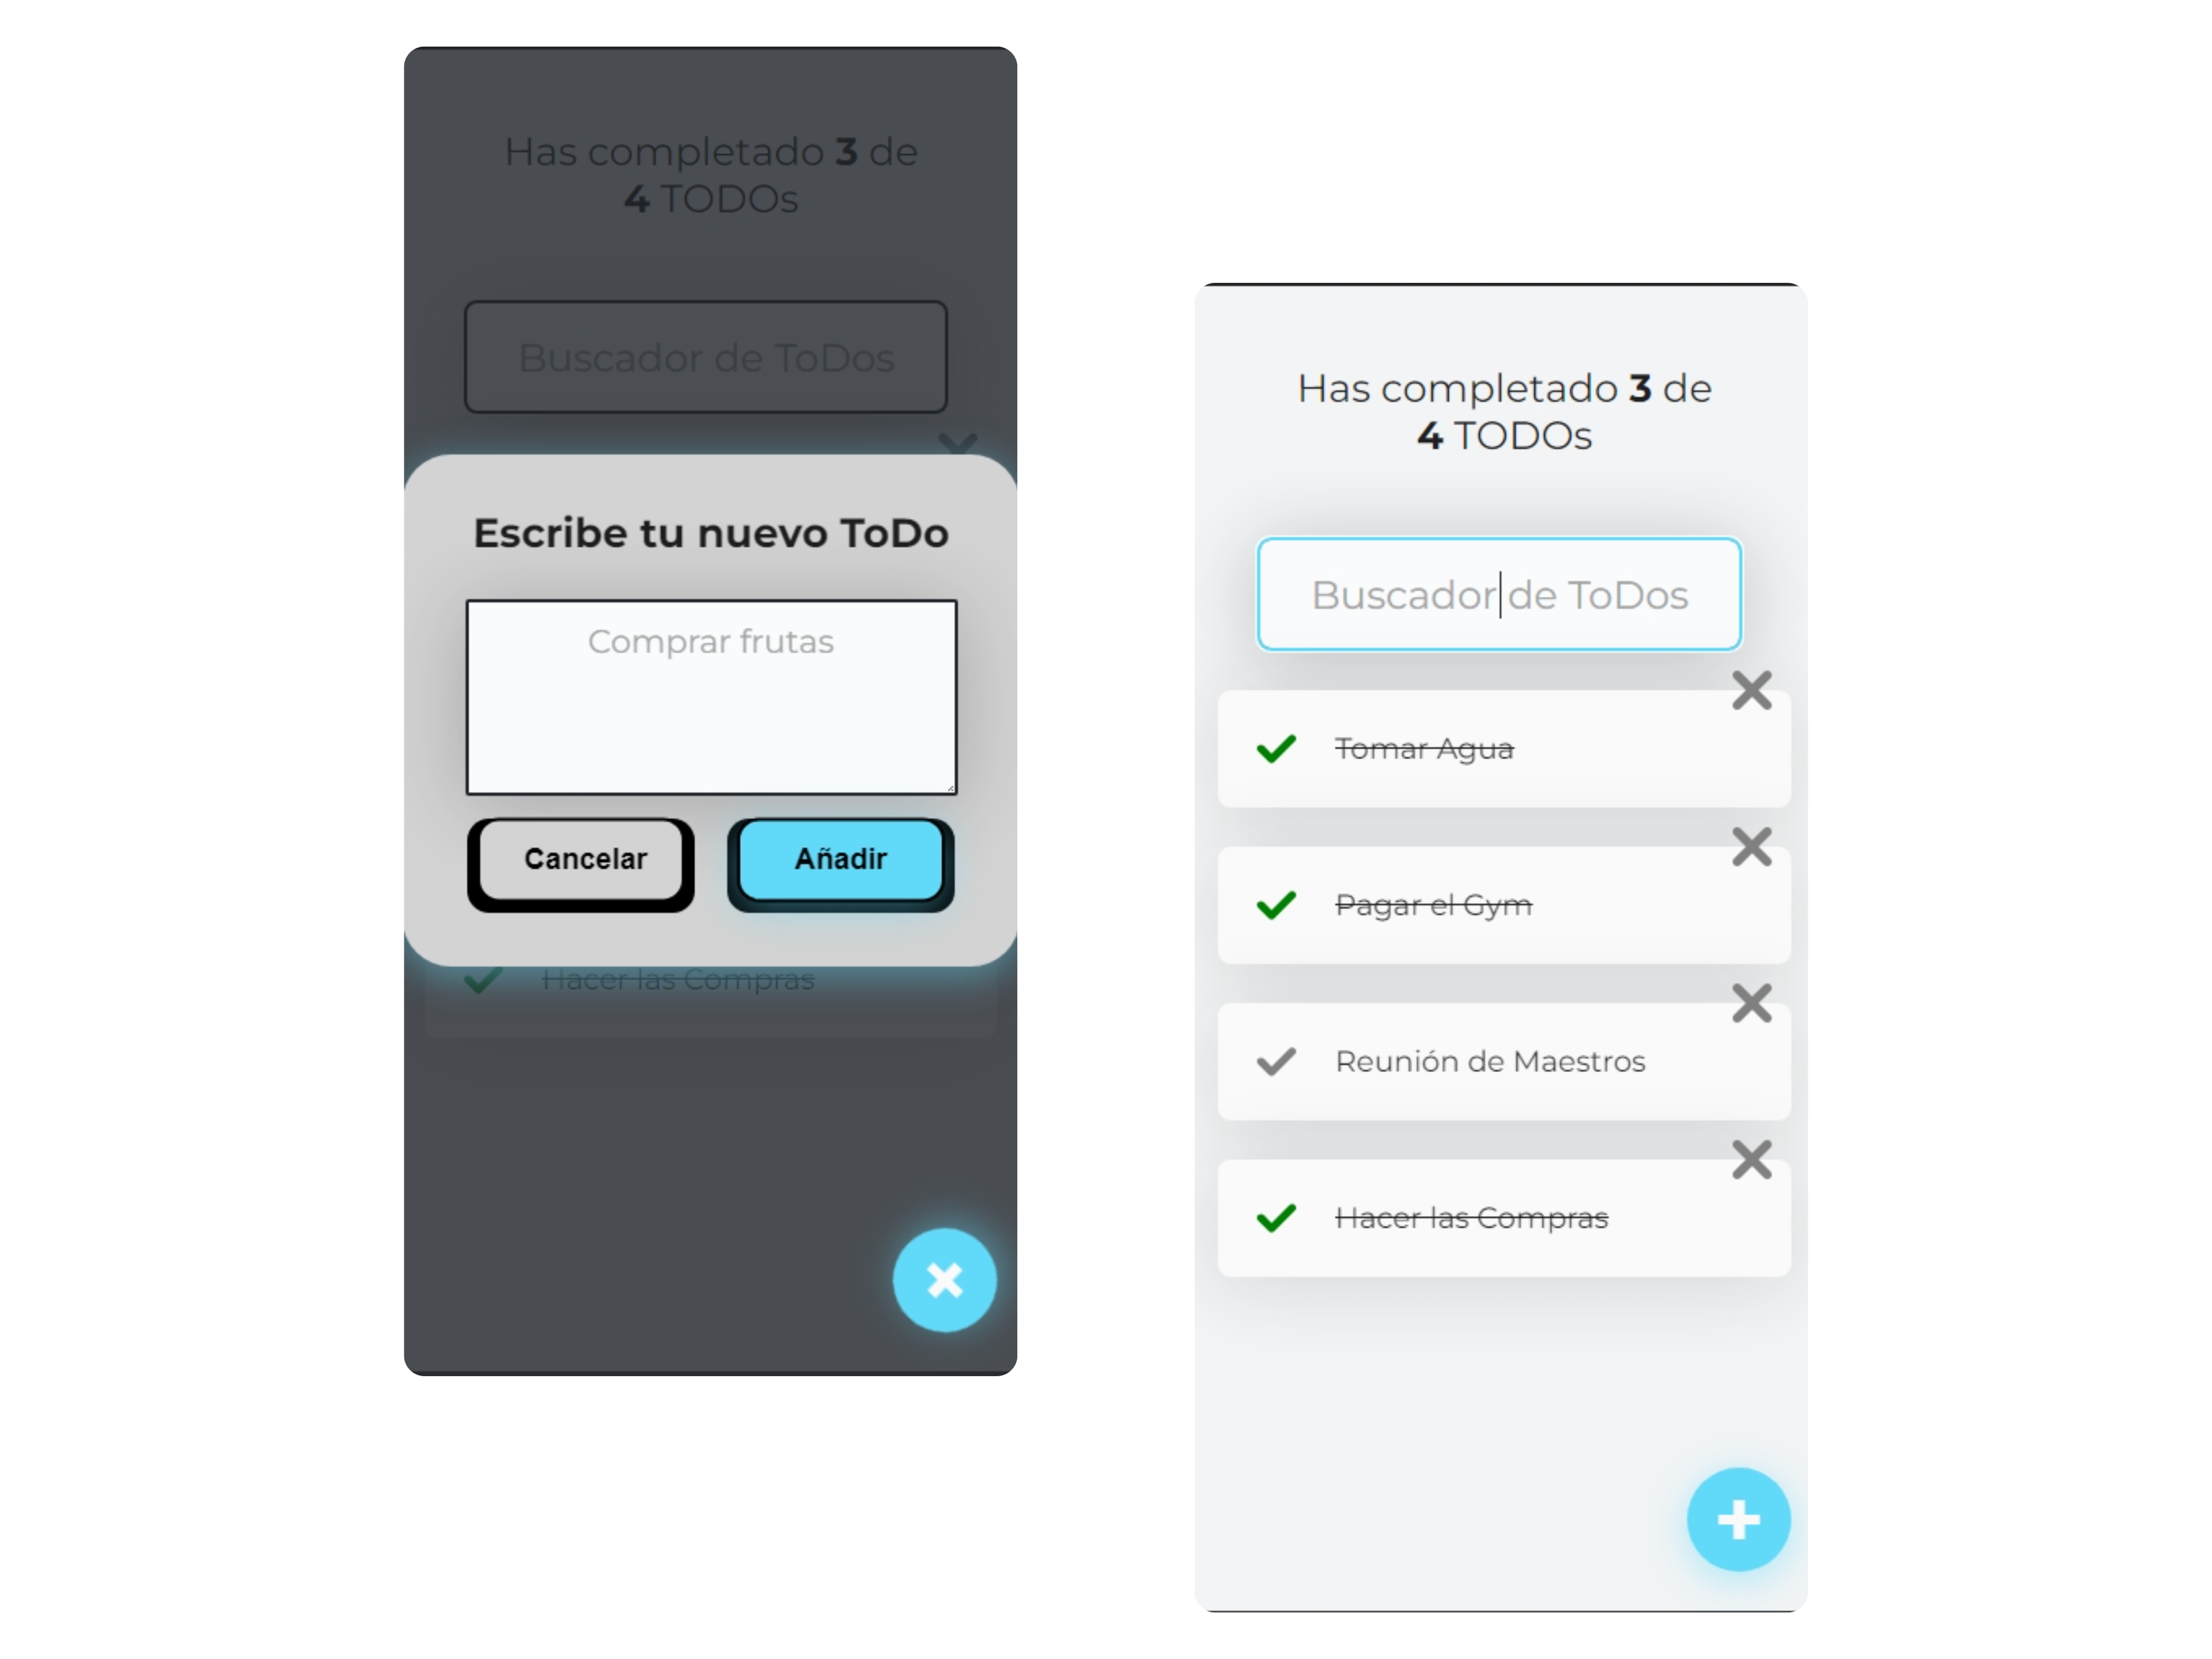 Has completado 3 de
4 TODOs
Buscador de ToDos
Escribe tu nuevo ToDo
Comprar frutas
Cancelar
Añadir
Hacer las Compras
Has completado 3 de
4 TODOs
Buscador de ToDos
Tomar Agua
Pagar el Gym
Reunión de Maestros
Hacer las Compras